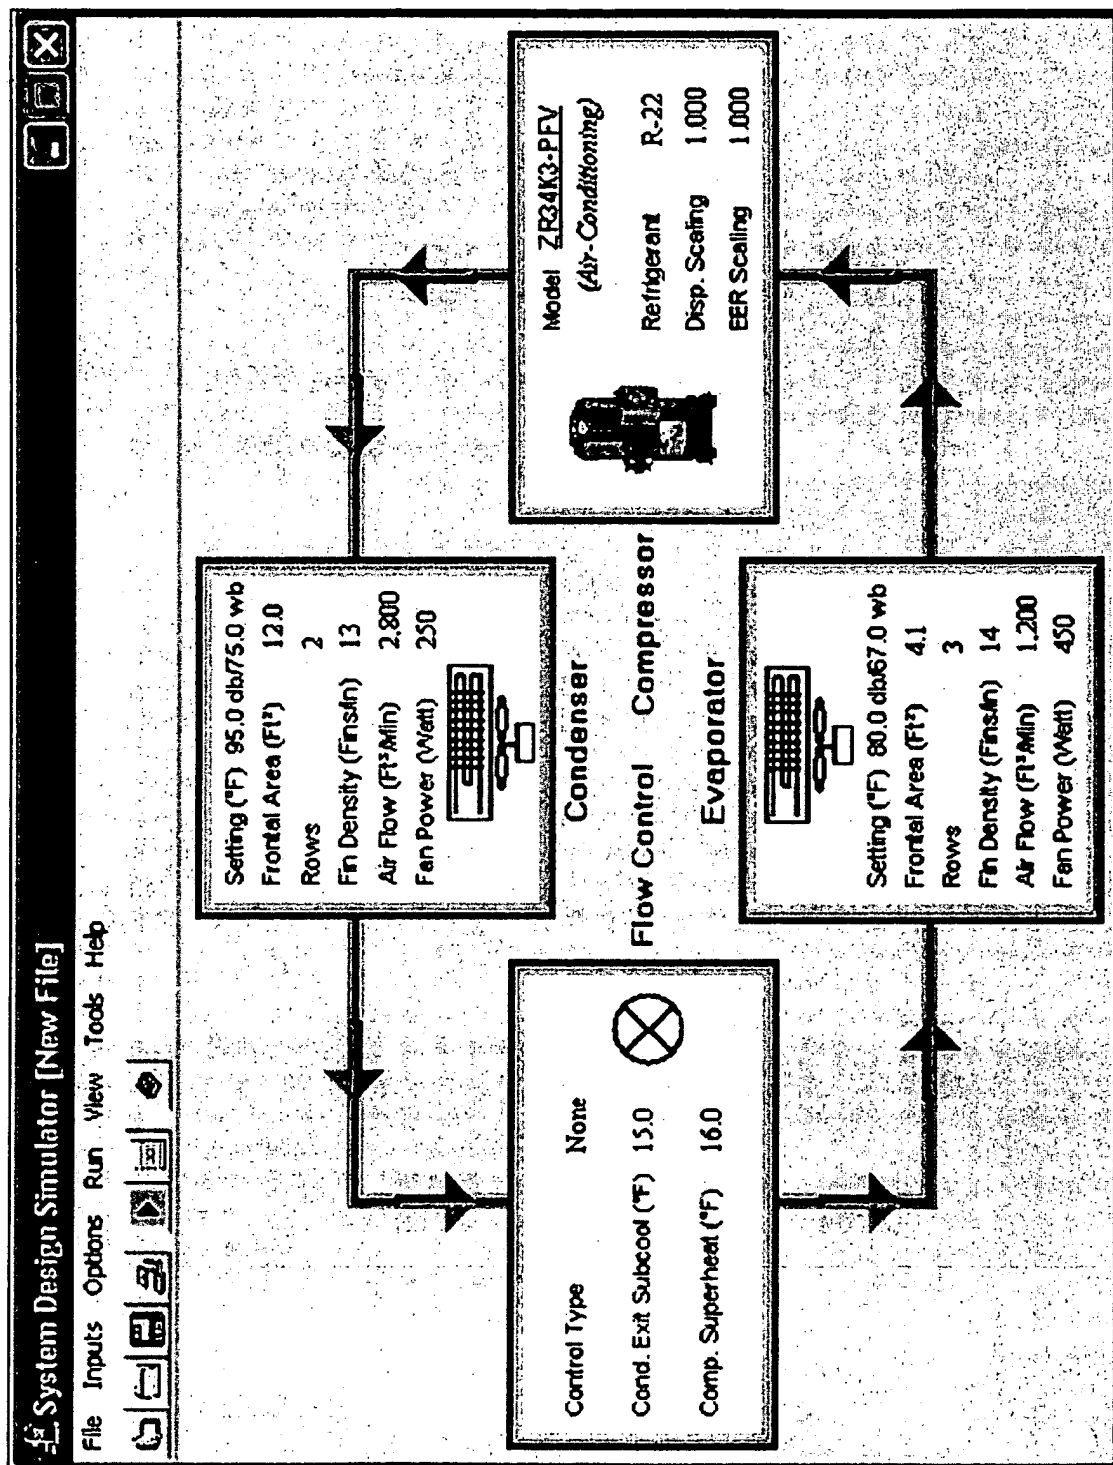 System Design Simulator [New File]
File Inputs Options Run View Tools Help
Setting (°F) 95.0 db/75.0 wb
Frontal Area (Ft²) 12.0
Rows 2
Fin Density (Fins/in) 13
Air Flow (Ft³/Min) 2,800
Fan Power (Watt) 250
Condenser
Control Type None
Cond. Exit Subcool (°F) 15.0
Comp. Superheat (°F) 16.0
Flow Control
Compressor
Model ZR34K3-PFV
(Air-Conditioning)
Refrigerant R-22
Disp. Scaling 1.000
EER Scaling 1.000
Evaporator
Setting (°F) 80.0 db67.0 wb
Frontal Area (Ft²) 4.1
Rows 3
Fin Density (Fins/in) 14
Air Flow (Ft³/Min) 1,200
Fan Power (Watt) 450